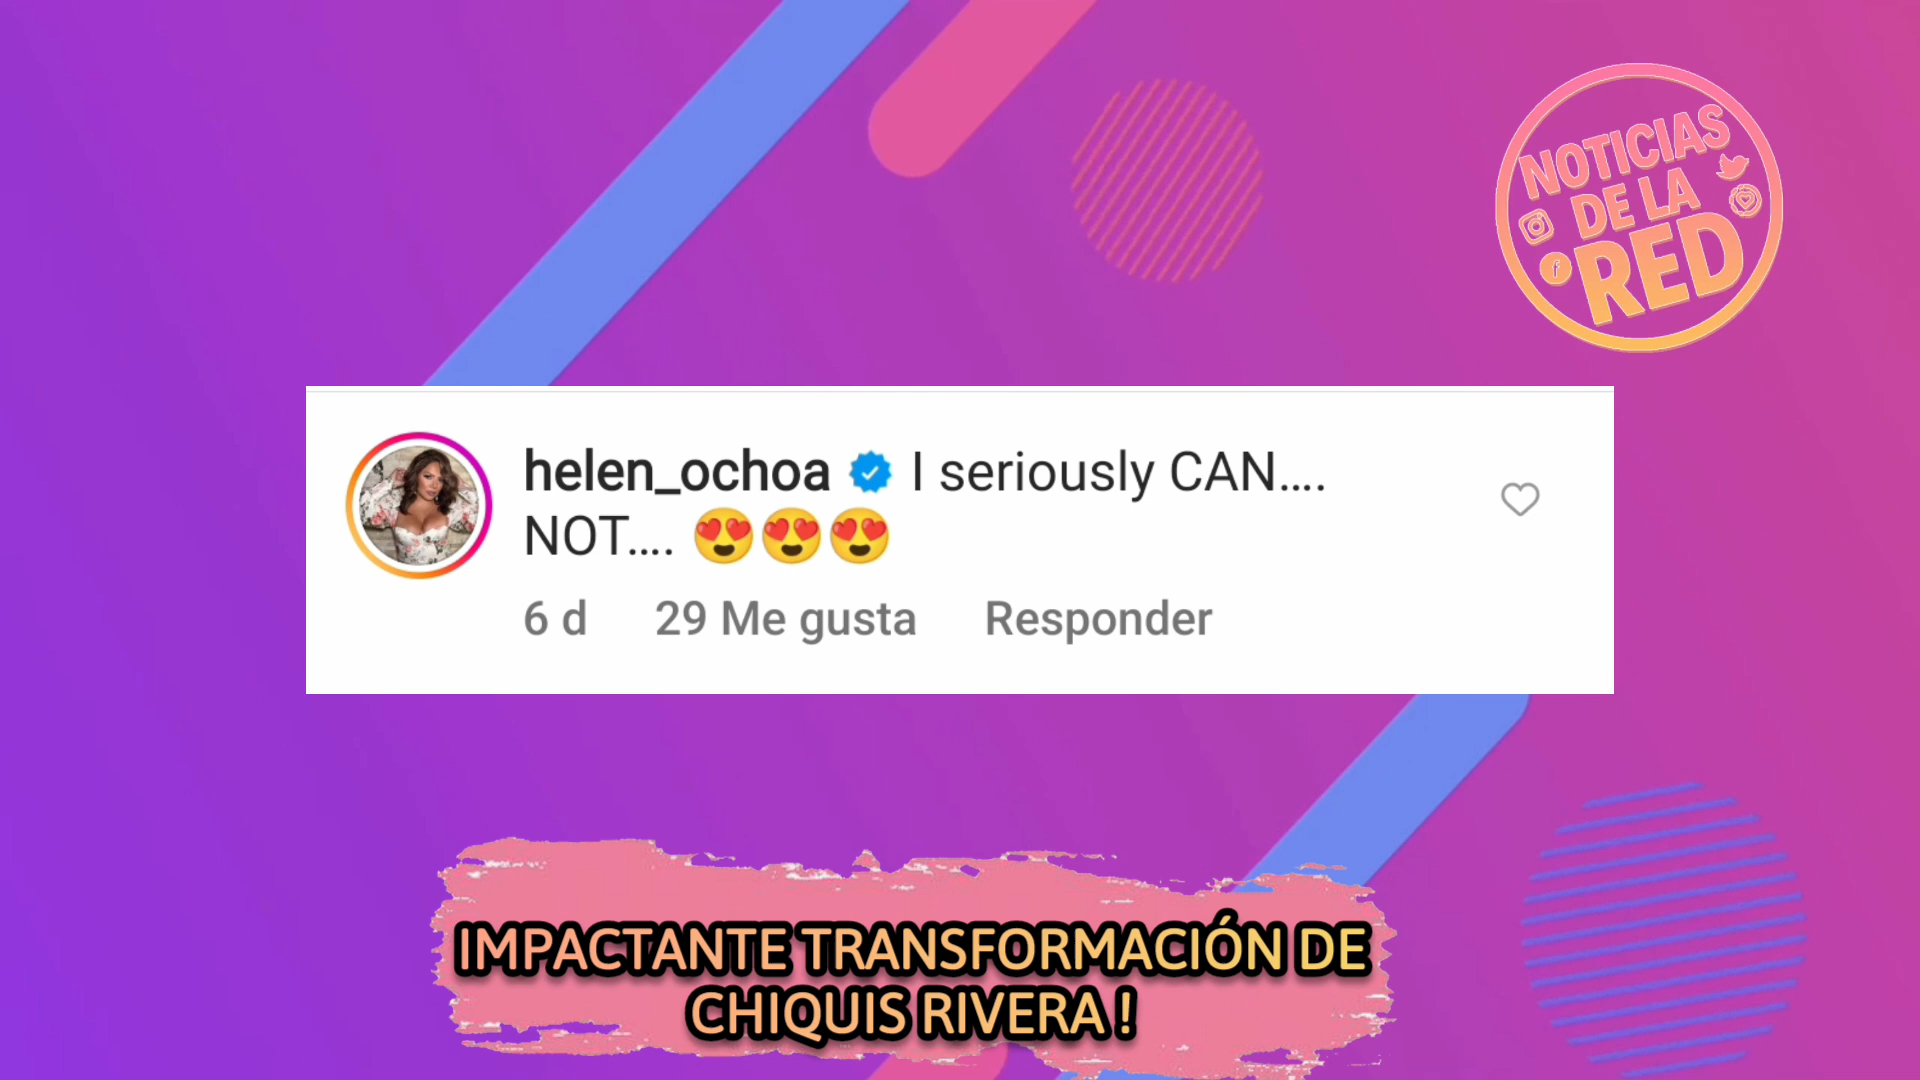 NOTICIAS
DE LA
RED
helen_ochoa I seriously CAN....
NOT.... 😍😍😍
6 d 29 Me gusta Responder
IMPACTANTE TRANSFORMACIÓN DE
CHIQUIS RIVERA !